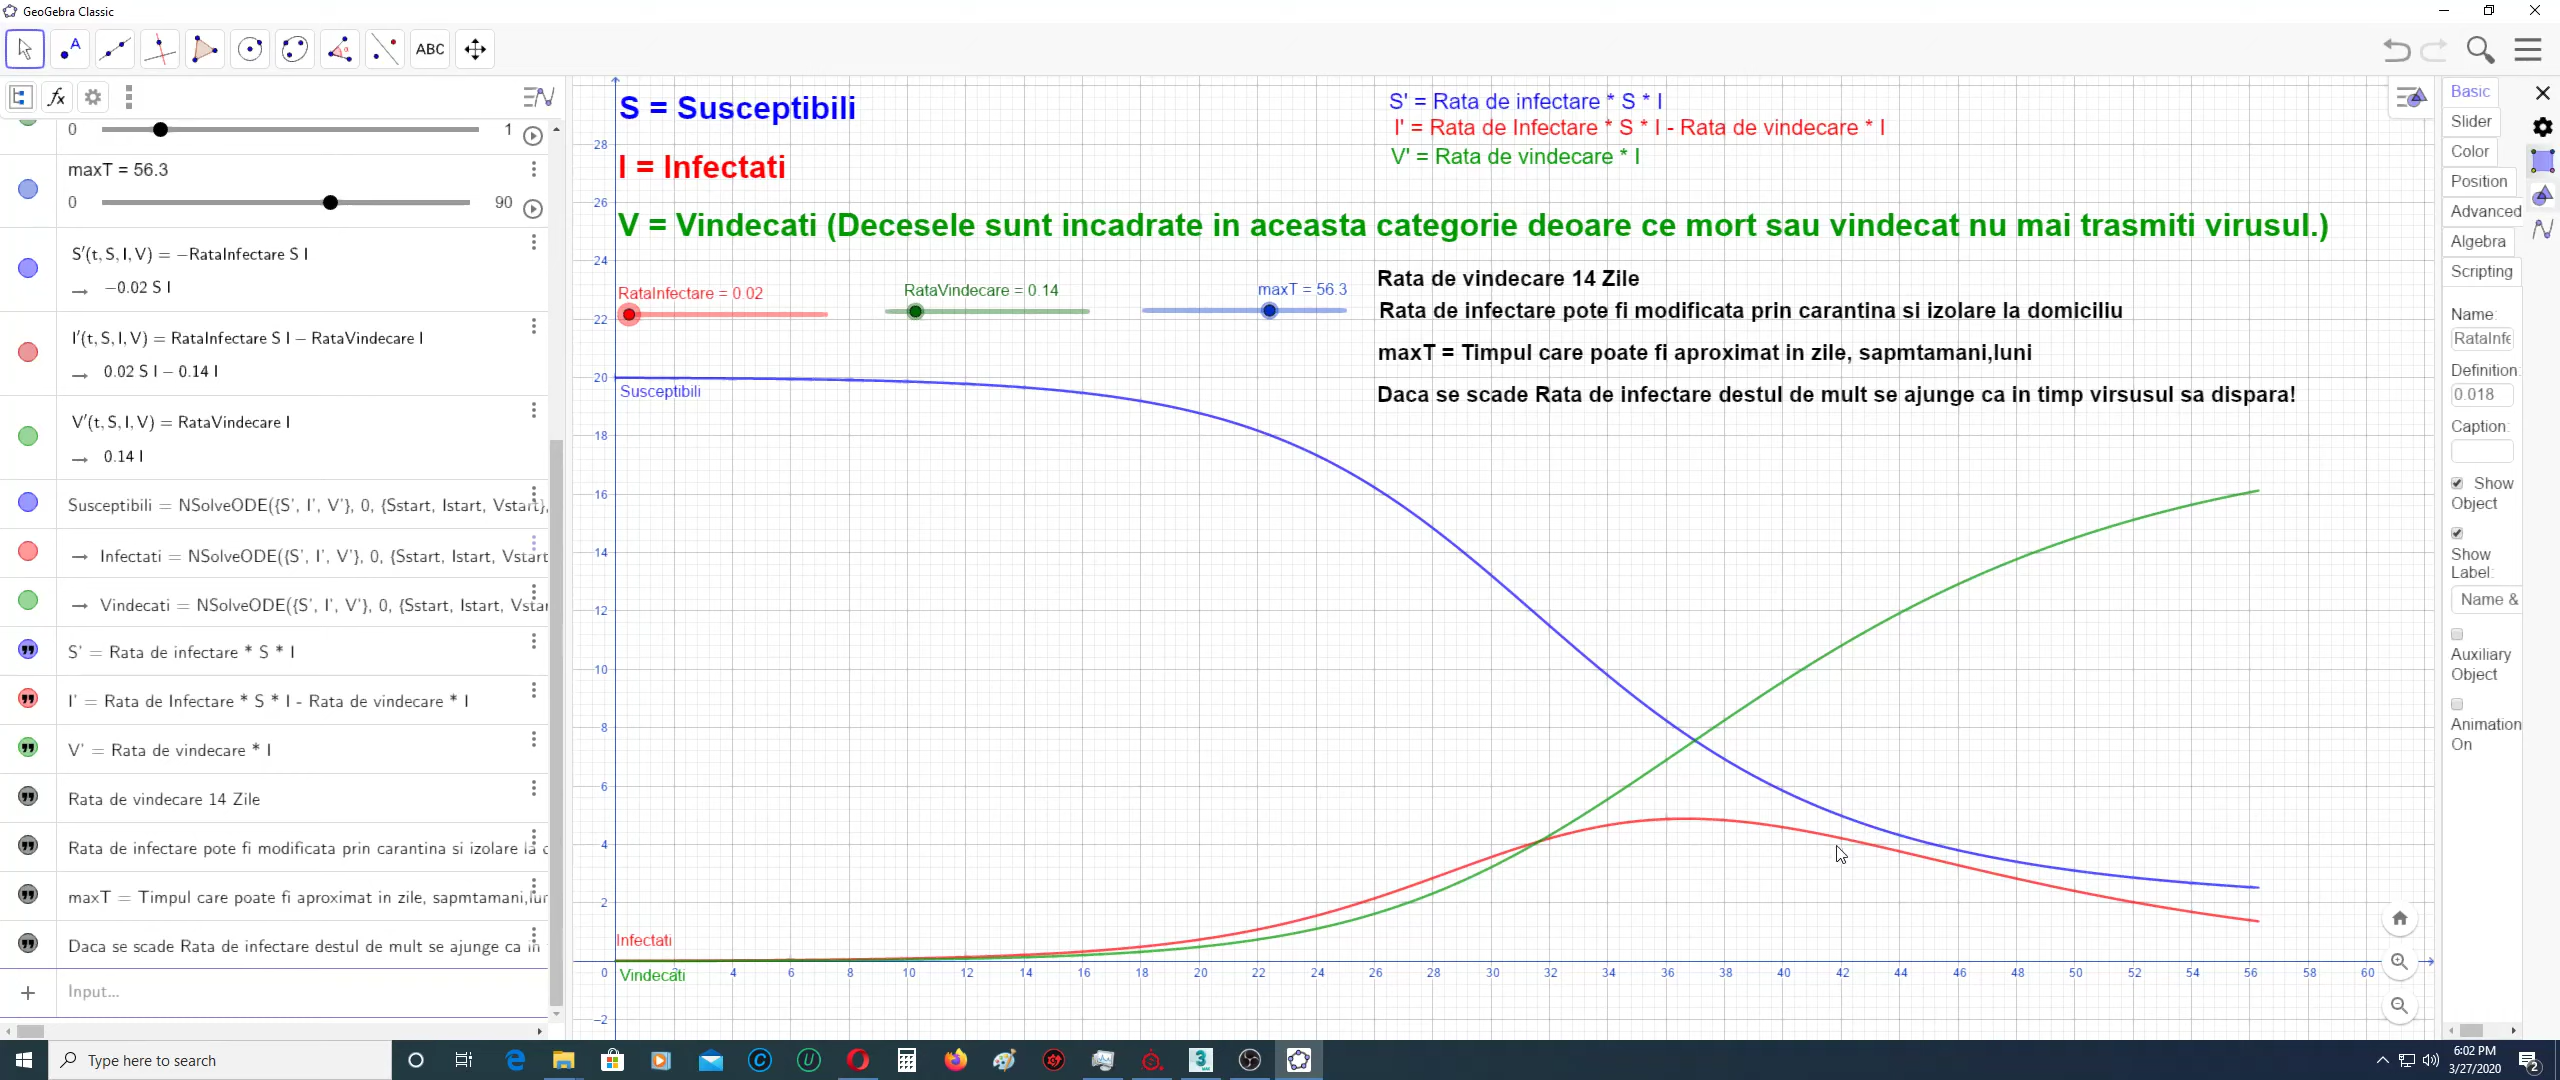 GeoGebra Classic
ABC
fx
0 1
maxT = 56.3
0 90
S′(t, S, I, V) = −RataInfectare S I
→ −0.02 S I
I′(t, S, I, V) = RataInfectare S I − RataVindecare I
→ 0.02 S I − 0.14 I
V′(t, S, I, V) = RataVindecare I
→ 0.14 I
Susceptibili = NSolveODE({S', I', V'}, 0, {Sstart, Istart, Vstart},
→ Infectati = NSolveODE({S', I', V'}, 0, {Sstart, Istart, Vstart
→ Vindecati = NSolveODE({S', I', V'}, 0, {Sstart, Istart, Vstar
S' = Rata de infectare * S * I
I' = Rata de Infectare * S * I - Rata de vindecare * I
V' = Rata de vindecare * I
Rata de vindecare 14 Zile
Rata de infectare pote fi modificata prin carantina si izolare la
maxT = Timpul care poate fi aproximat in zile, sapmtamani,lun
Daca se scade Rata de infectare destul de mult se ajunge ca in
Input...
S = Susceptibili
I = Infectati
V = Vindecati (Decesele sunt incadrate in aceasta categorie deoare ce mort sau vindecat nu mai trasmiti virusul.)
S' = Rata de infectare * S * I
I' = Rata de Infectare * S * I - Rata de vindecare * I
V' = Rata de vindecare * I
RataInfectare = 0.02
RataVindecare = 0.14
maxT = 56.3
Rata de vindecare 14 Zile
Rata de infectare pote fi modificata prin carantina si izolare la domiciliu
maxT = Timpul care poate fi aproximat in zile, sapmtamani,luni
Daca se scade Rata de infectare destul de mult se ajunge ca in timp virsusul sa dispara!
28
26
24
22
20
18
16
14
12
10
8
6
4
2
−2
Susceptibili
Infectati
Vindecati
0 2 4 6 8 10 12 14 16 18 20 22 24 26 28 30 32 34 36 38 40 42 44 46 48 50 52 54 56 58 60
Basic
Slider
Color
Position
Advanced
Algebra
Scripting
Name:
RataInfe
Definition:
0.018
Caption:
Show
Object
Show
Label:
Name &
Auxiliary
Object
Animation
On
Type here to search
6:02 PM
3/27/2020
2